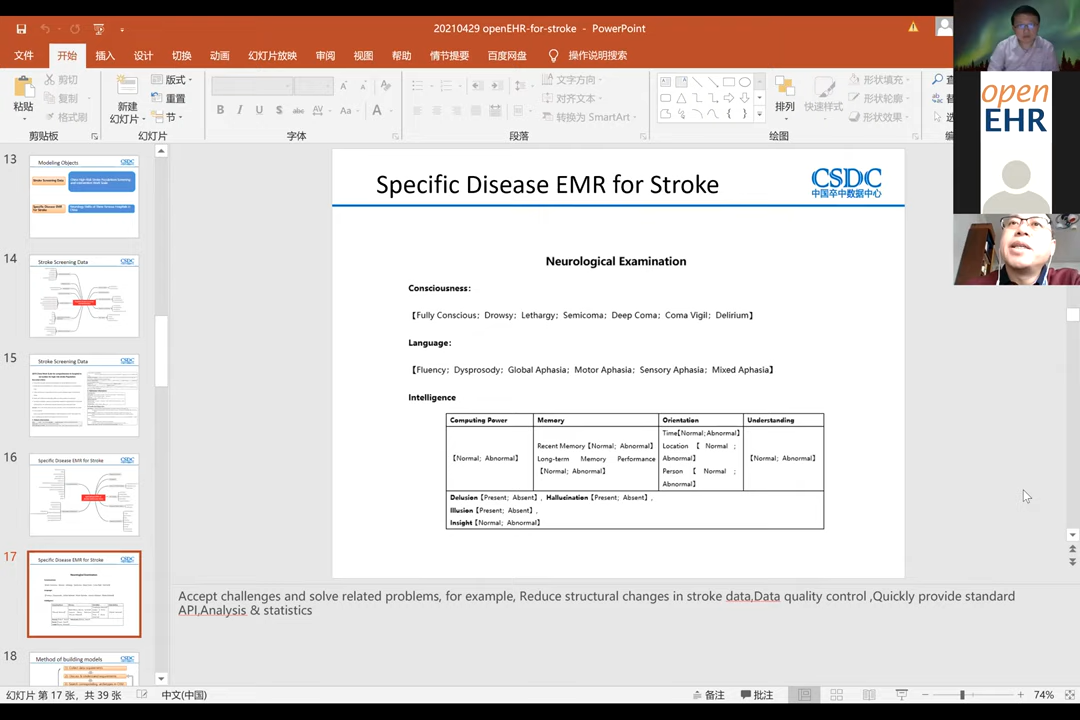 20210429 openEHR-for-stroke - PowerPoint
文件 开始 插入 设计 切换 动画 幻灯片放映 审阅 视图 帮助 情节提要 百度网盘 操作说明搜索
粘贴 剪切 复制 格式刷 剪贴板
新建 幻灯片 版式 重置 节 幻灯片
B I U S abc AV Aa A 字体
文字方向 对齐文本 转换为 SmartArt 段落
排列 快速样式 形状填充 形状轮廓 形状效果 绘图
open
EHR
13 Modeling Objects CSDC
14 Stroke Screening Data CSDC
15 Stroke Screening Data CSDC
16 Specific Disease EMR for Stroke CSDC
17 Specific Disease EMR for Stroke CSDC
18 Method of building models CSDC
Specific Disease EMR for Stroke
CSDC
中国卒中数据中心
Neurological Examination
Consciousness:
【Fully Conscious; Drowsy; Lethargy; Semicoma; Deep Coma; Coma Vigil; Delirium】
Language:
【Fluency; Dysprosody; Global Aphasia; Motor Aphasia; Sensory Aphasia; Mixed Aphasia】
Intelligence
Computing Power Memory Orientation Understanding
【Normal; Abnormal】
Recent Memory【Normal; Abnormal】
Long-term Memory Performance
【Normal; Abnormal】
Time【Normal;Abnormal】
Location 【 Normal ;
Abnormal】
Person 【 Normal ;
Abnormal】
【Normal; Abnormal】
Delusion【Present; Absent】, Hallucination【Present; Absent】,
Illusion【Present; Absent】,
Insight【Normal; Abnormal】
Accept challenges and solve related problems, for example, Reduce structural changes in stroke data,Data quality control ,Quickly provide standard
API,Analysis & statistics
幻灯片 第 17 张, 共 39 张 中文(中国) 备注 批注 74%